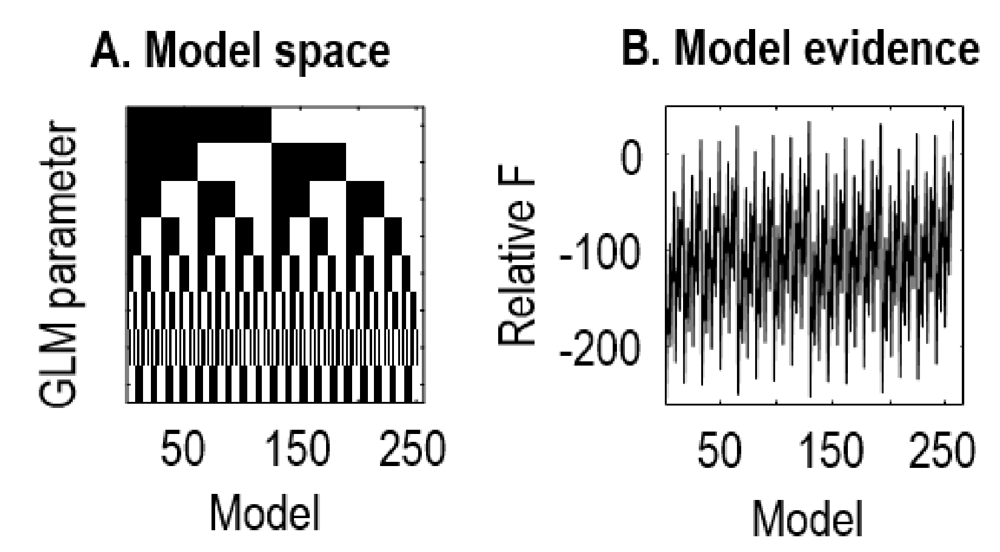 A. Model space
GLM parameter
50 150 250
Model
B. Model evidence
Relative F
0
-100
-200
50 150 250
Model